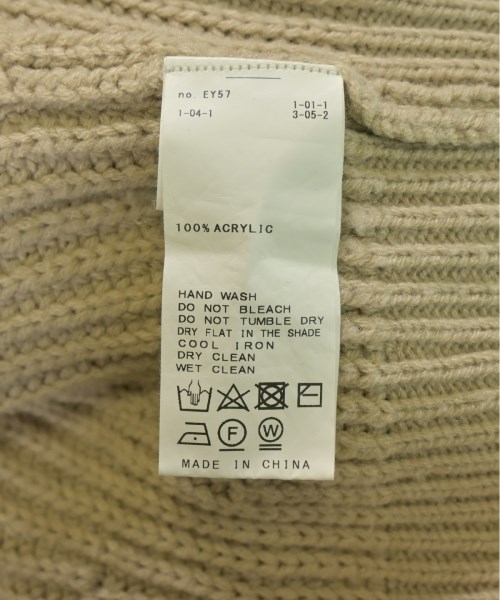 no. EY57
1-04-1 1-01-1
3-05-2
100% ACRYLIC
HAND WASH
DO NOT BLEACH
DO NOT TUMBLE DRY
DRY FLAT IN THE SHADE
COOL IRON
DRY CLEAN
WET CLEAN
F W
MADE IN CHINA